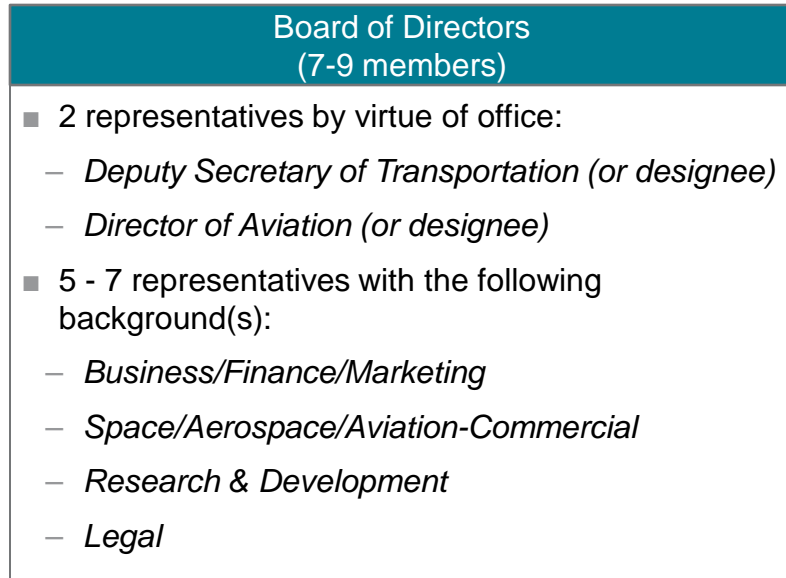 Board of Directors
(7-9 members)
■ 2 representatives by virtue of office:
– Deputy Secretary of Transportation (or designee)
– Director of Aviation (or designee)
■ 5 - 7 representatives with the following
background(s):
– Business/Finance/Marketing
– Space/Aerospace/Aviation-Commercial
– Research & Development
– Legal